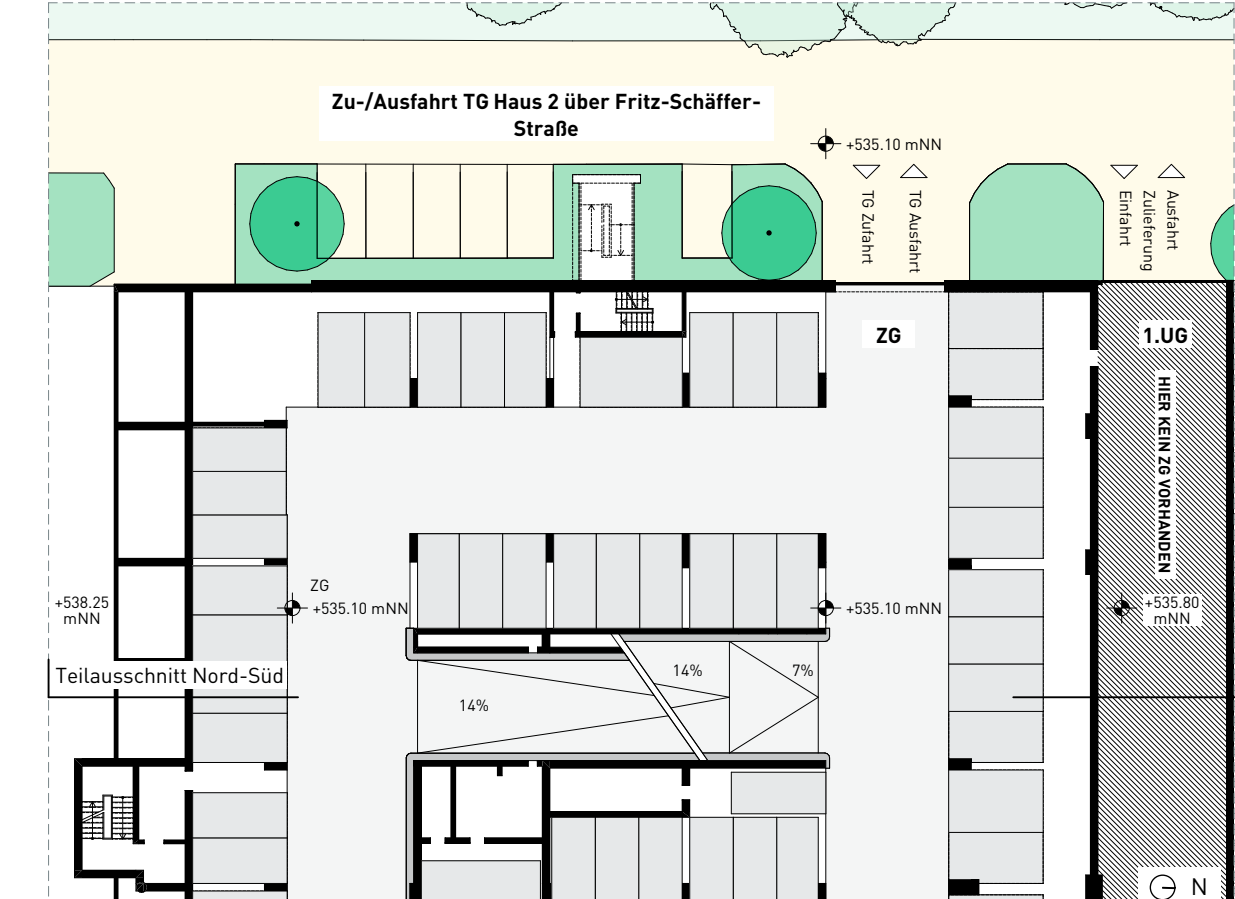 Zu-/Ausfahrt TG Haus 2 über Fritz-Schäffer-
Straße
+535.10 mNN
TG Zufahrt
TG Ausfahrt
Einfahrt
Zulieferung
Ausfahrt
ZG
1.UG
HIER KEIN ZG VORHANDEN
+538.25
mNN
ZG
+535.10 mNN
+535.10 mNN
+535.80
mNN
Teilausschnitt Nord-Süd
14%
14%
7%
N